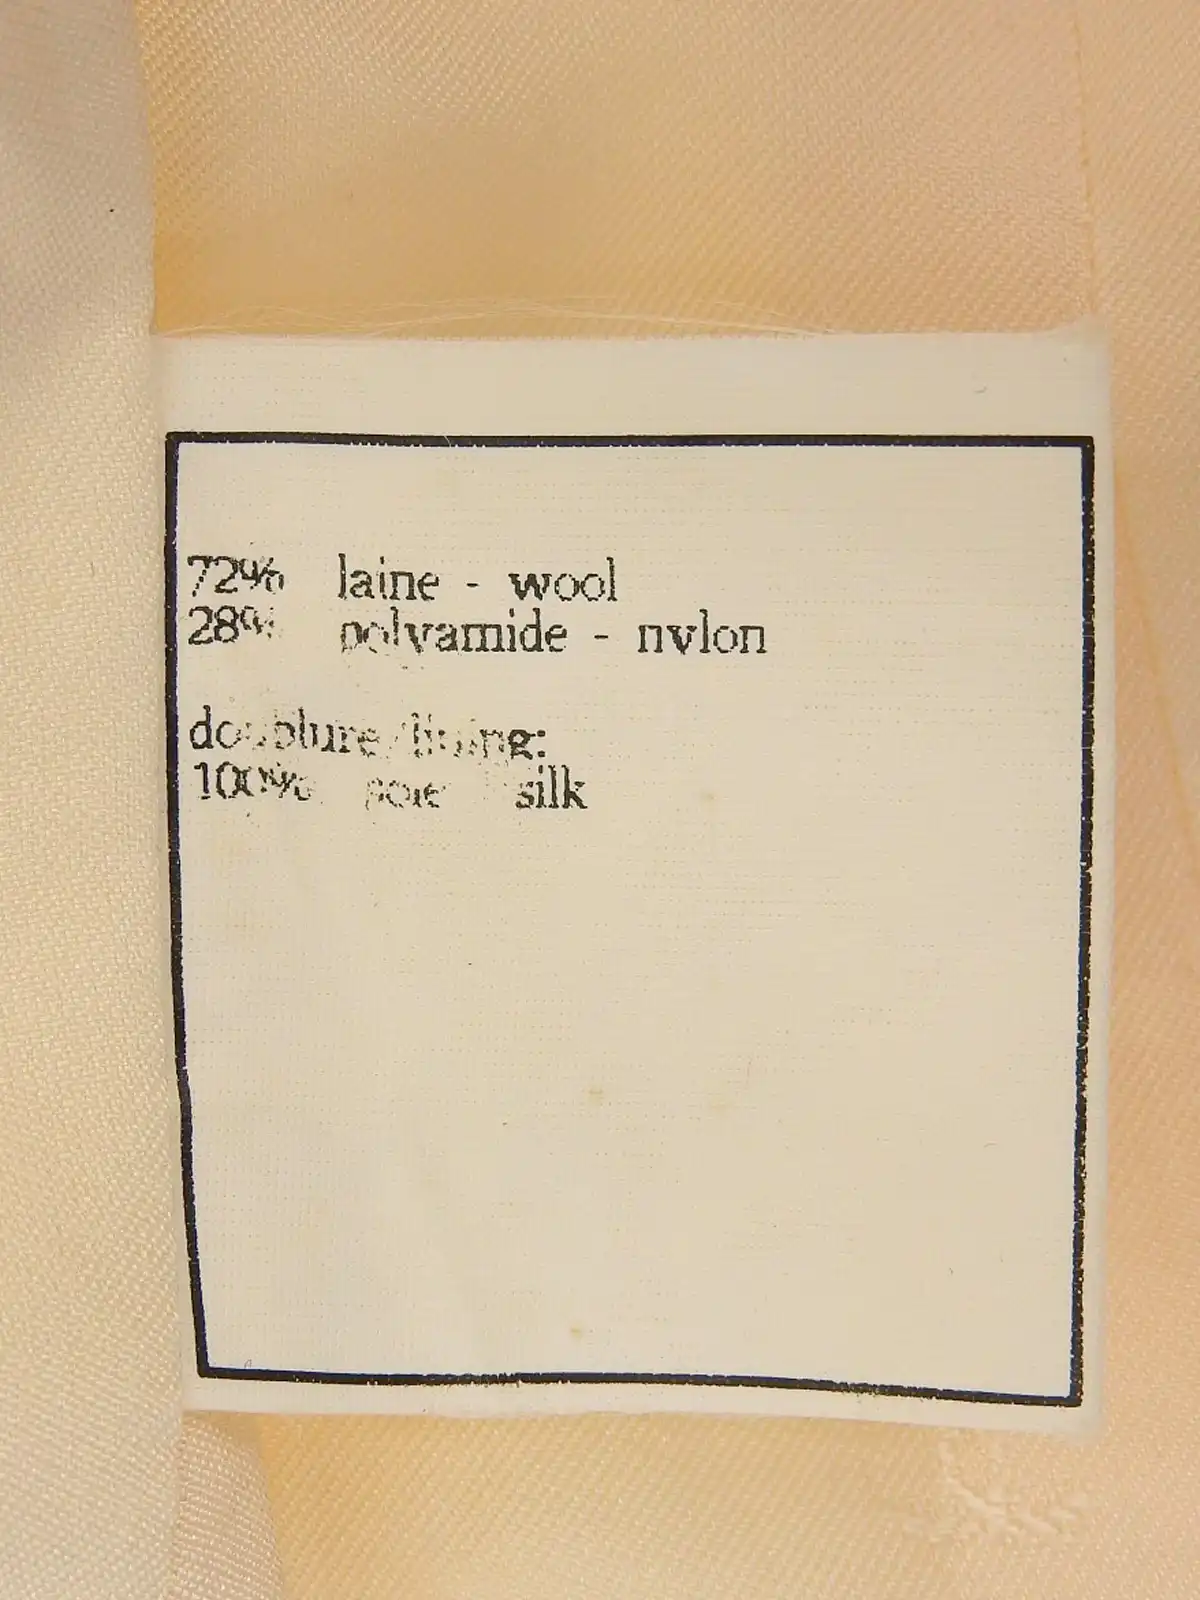 72% laine - wool
28% polyamide - nylon
doublure/lining:
100% soie silk